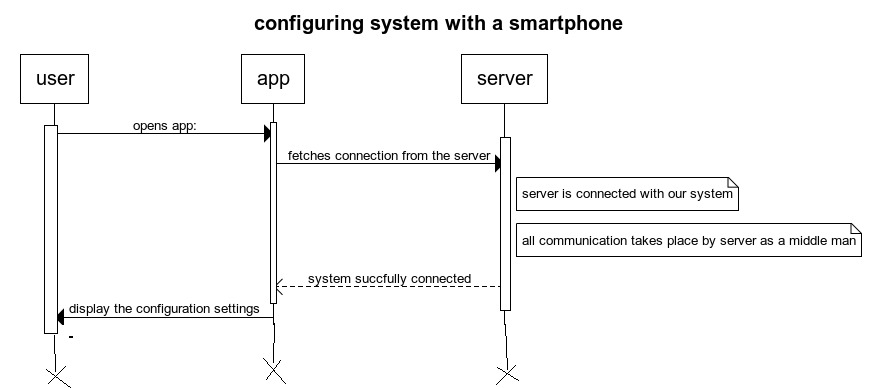 configuring system with a smartphone
user
app
server
opens app:
fetches connection from the server
server is connected with our system
all communication takes place by server as a middle man
system succfully connected
display the configuration settings
-